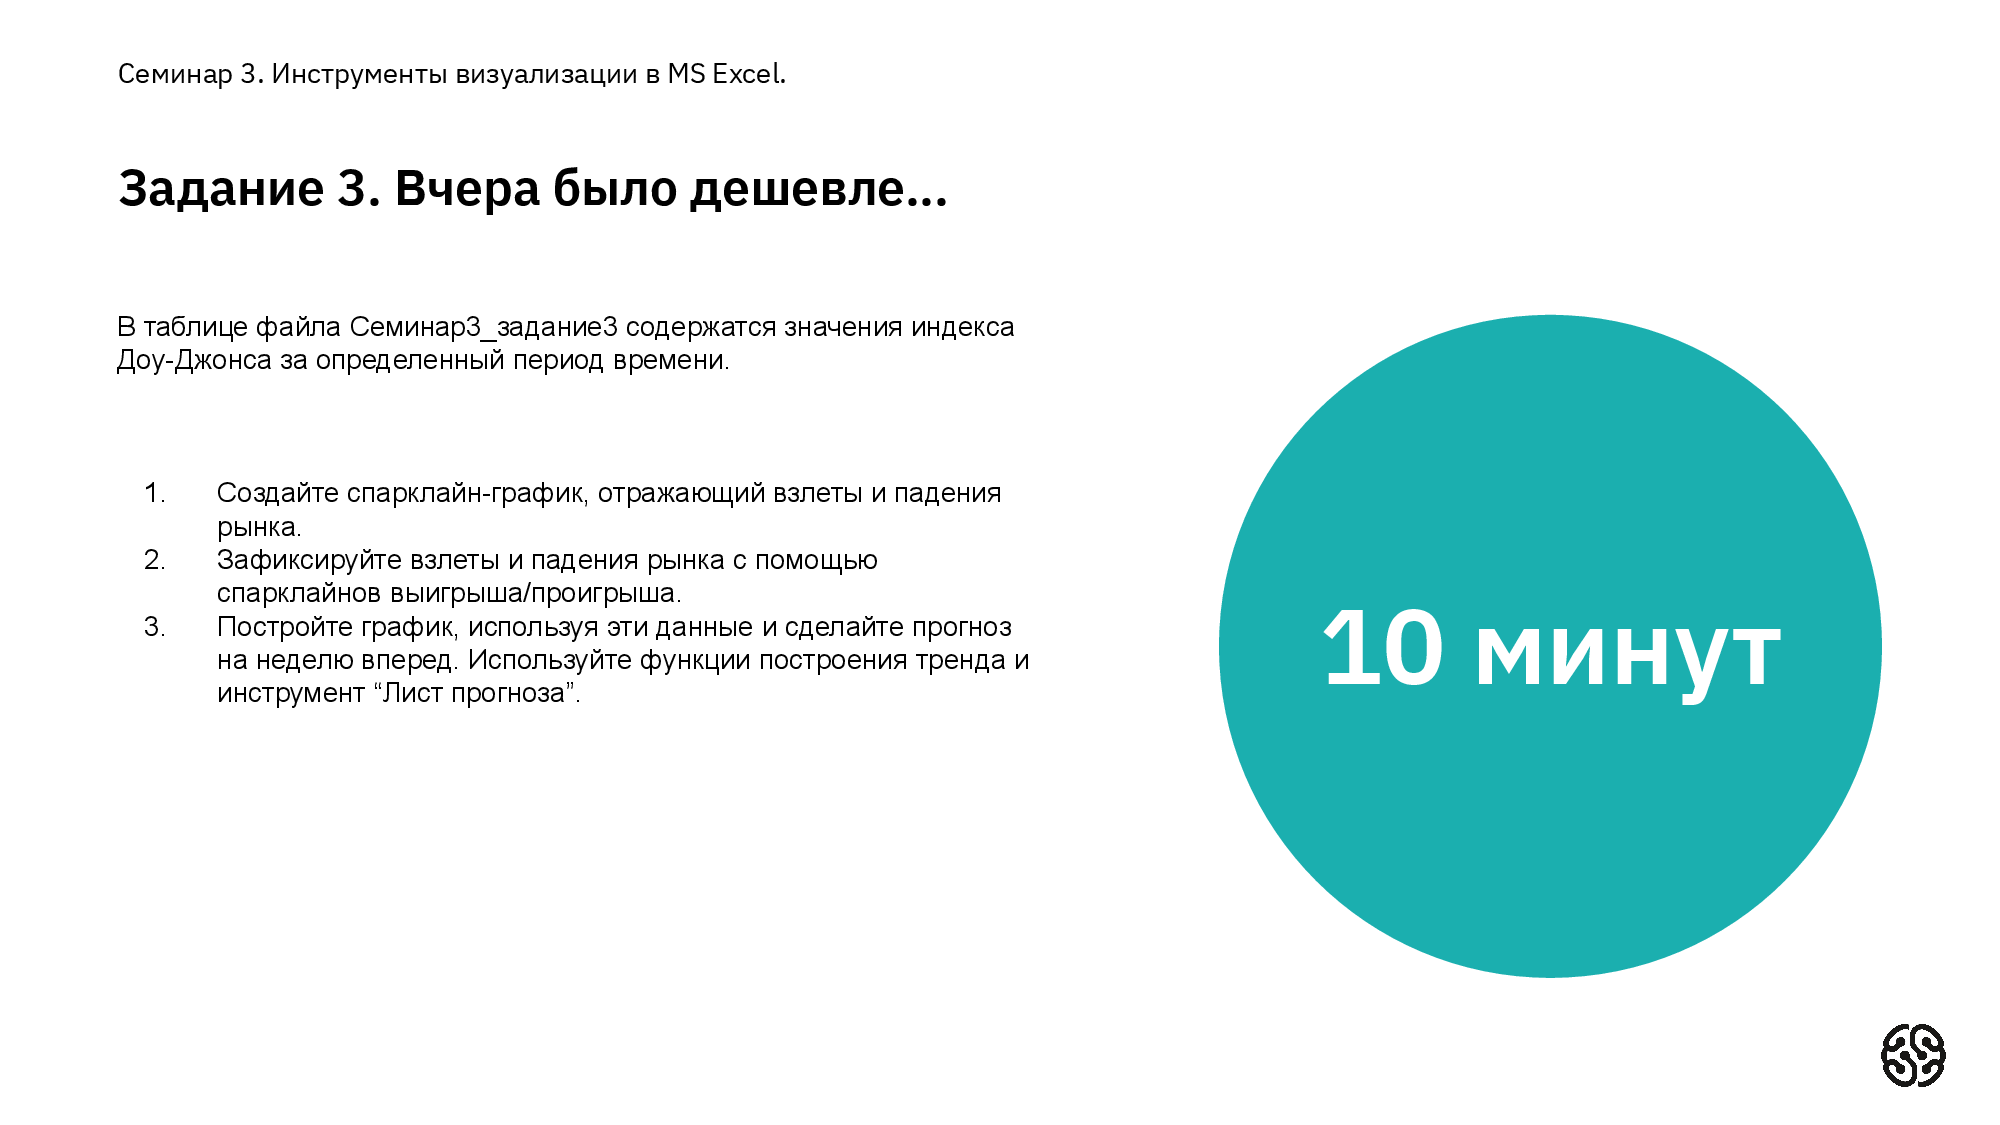 Семинар 3. Инструменты визуализации в MS Excel.
Задание 3. Вчера было дешевле...
В таблице файла Семинар3_задание3 содержатся значения индекса
Доу-Джонса за определенный период времени.
1. Создайте спарклайн-график, отражающий взлеты и падения
рынка.
2. Зафиксируйте взлеты и падения рынка с помощью
спарклайнов выигрыша/проигрыша.
3. Постройте график, используя эти данные и сделайте прогноз
на неделю вперед. Используйте функции построения тренда и
инструмент “Лист прогноза”.
10 минут